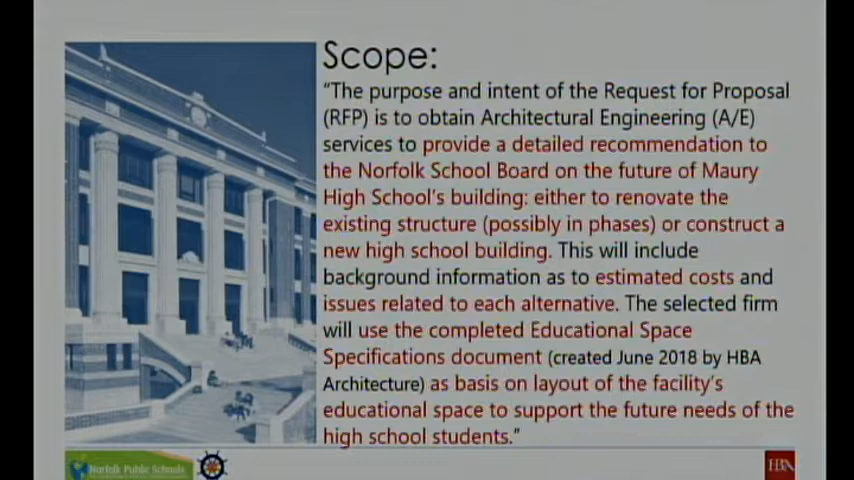 Scope:
“The purpose and intent of the Request for Proposal
(RFP) is to obtain Architectural Engineering (A/E)
services to provide a detailed recommendation to
the Norfolk School Board on the future of Maury
High School’s building: either to renovate the
existing structure (possibly in phases) or construct a
new high school building. This will include
background information as to estimated costs and
issues related to each alternative. The selected firm
will use the completed Educational Space
Specifications document (created June 2018 by HBA
Architecture) as basis on layout of the facility’s
educational space to support the future needs of the
high school students.”
Norfolk Public Schools
HBA